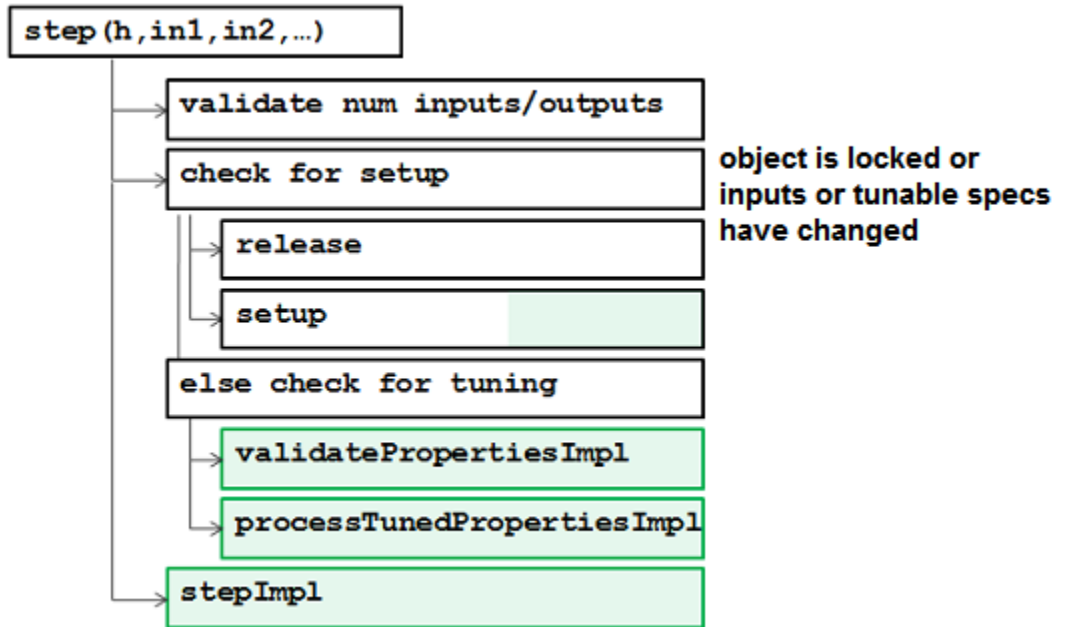 step(h,in1,in2,…)
validate num inputs/outputs
check for setup
object is locked or
inputs or tunable specs
have changed
release
setup
else check for tuning
validatePropertiesImpl
processTunedPropertiesImpl
stepImpl